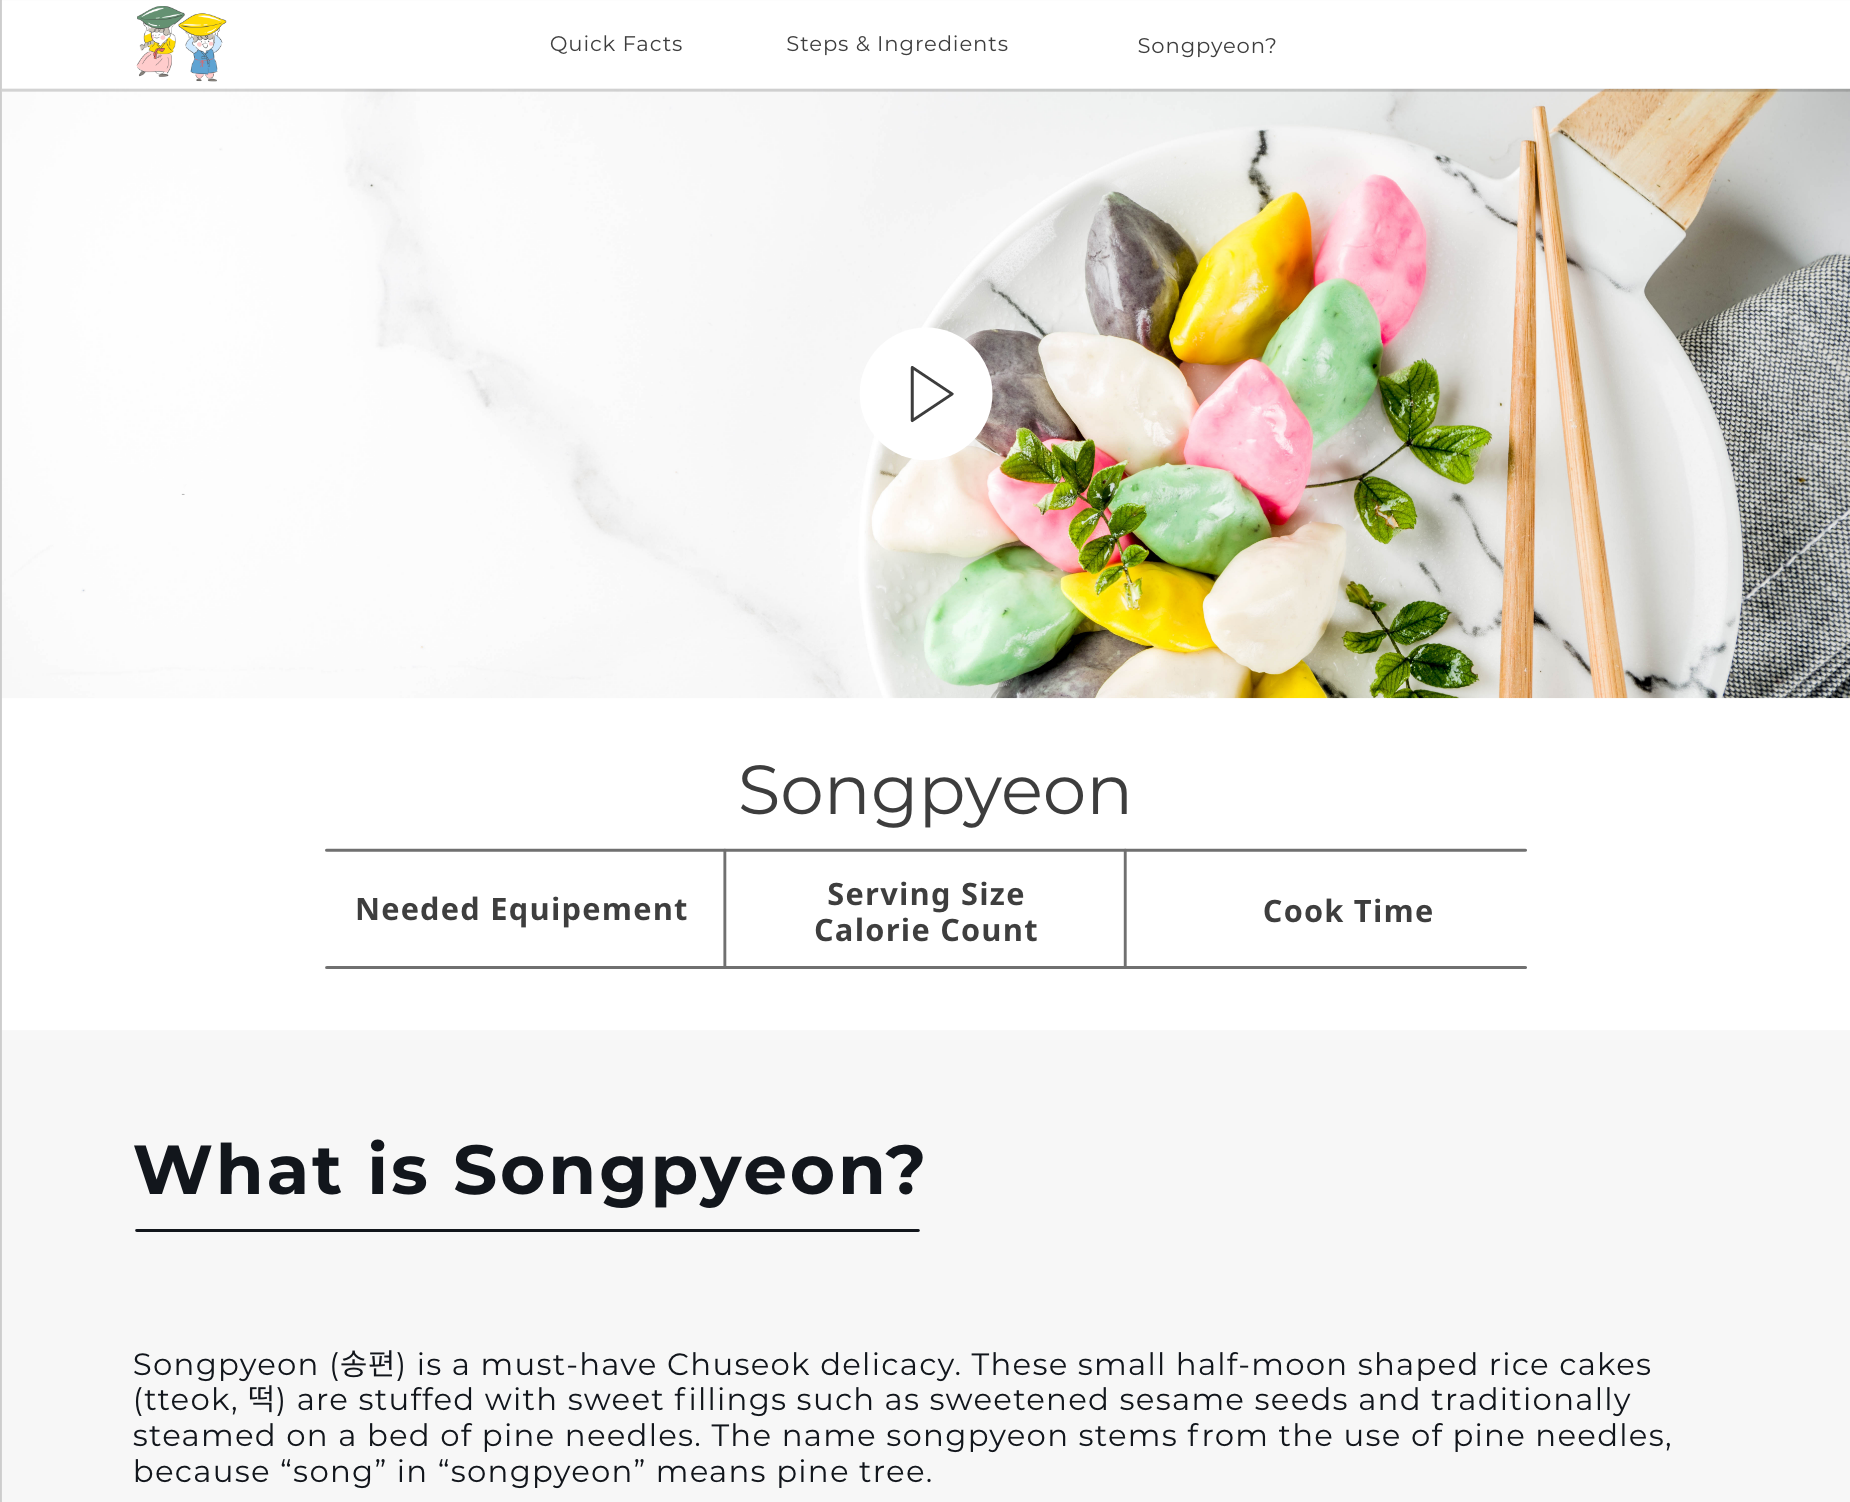 Quick Facts
Steps & Ingredients
Songpyeon?
Songpyeon
Needed Equipement
Serving Size
Calorie Count
Cook Time
What is Songpyeon?
Songpyeon (송편) is a must-have Chuseok delicacy. These small half-moon shaped rice cakes
(tteok, 떡) are stuffed with sweet fillings such as sweetened sesame seeds and traditionally
steamed on a bed of pine needles. The name songpyeon stems from the use of pine needles,
because “song” in “songpyeon” means pine tree.